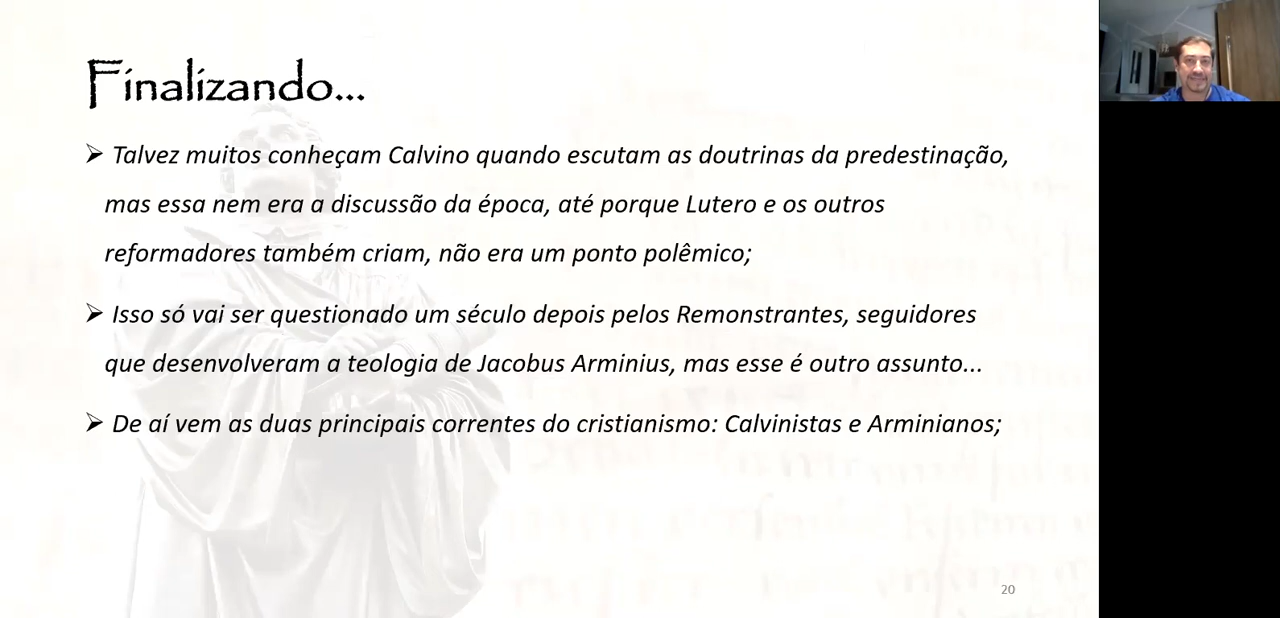 Finalizando...
➢ Talvez muitos conheçam Calvino quando escutam as doutrinas da predestinação,
mas essa nem era a discussão da época, até porque Lutero e os outros
reformadores também criam, não era um ponto polêmico;
➢ Isso só vai ser questionado um século depois pelos Remonstrantes, seguidores
que desenvolveram a teologia de Jacobus Arminius, mas esse é outro assunto...
➢ De aí vem as duas principais correntes do cristianismo: Calvinistas e Arminianos;
20